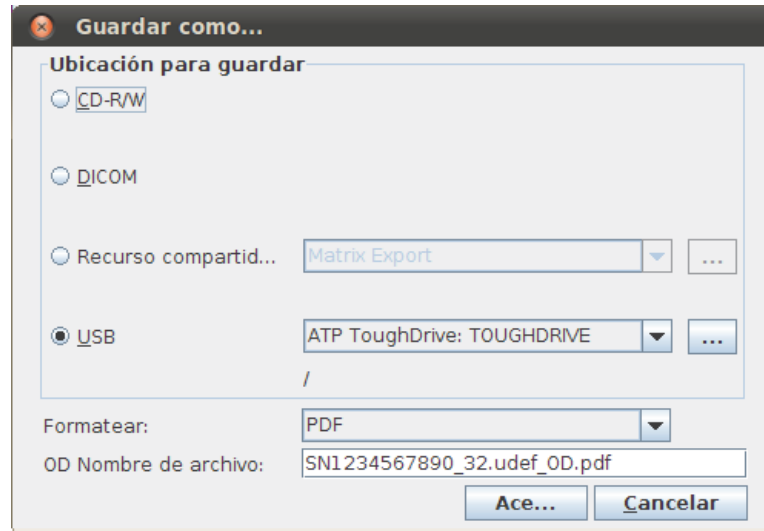 Guardar como...
Ubicación para guardar
CD-R/W
DICOM
Recurso compartid... Matrix Export ...
USB ATP ToughDrive: TOUGHDRIVE ...
/
Formatear: PDF
OD Nombre de archivo: SN1234567890_32.udef_OD.pdf
Ace... Cancelar